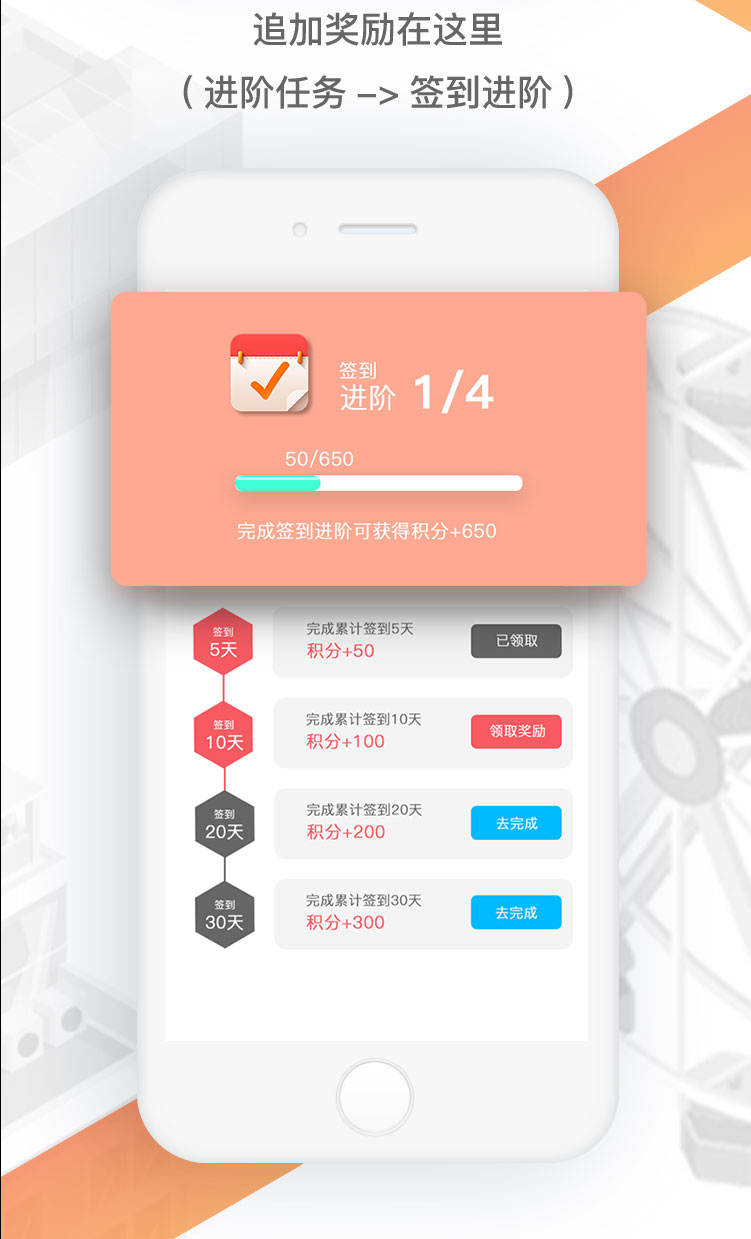 追加奖励在这里
（ 进阶任务 –> 签到进阶 ）
签到
进阶 1/4
50/650
完成签到进阶可获得积分+650
签到
5天
完成累计签到5天
积分+50
已领取
签到
10天
完成累计签到10天
积分+100
领取奖励
签到
20天
完成累计签到20天
积分+200
去完成
签到
30天
完成累计签到30天
积分+300
去完成